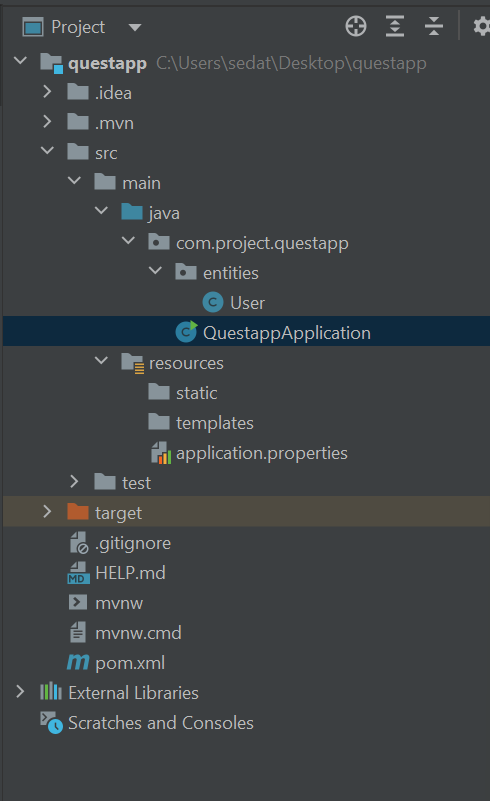 Project
questapp C:\Users\sedat\Desktop\questapp
.idea
.mvn
src
main
java
com.project.questapp
entities
C User
C QuestappApplication
resources
static
templates
application.properties
test
target
.gitignore
MD HELP.md
mvnw
mvnw.cmd
m pom.xml
External Libraries
Scratches and Consoles